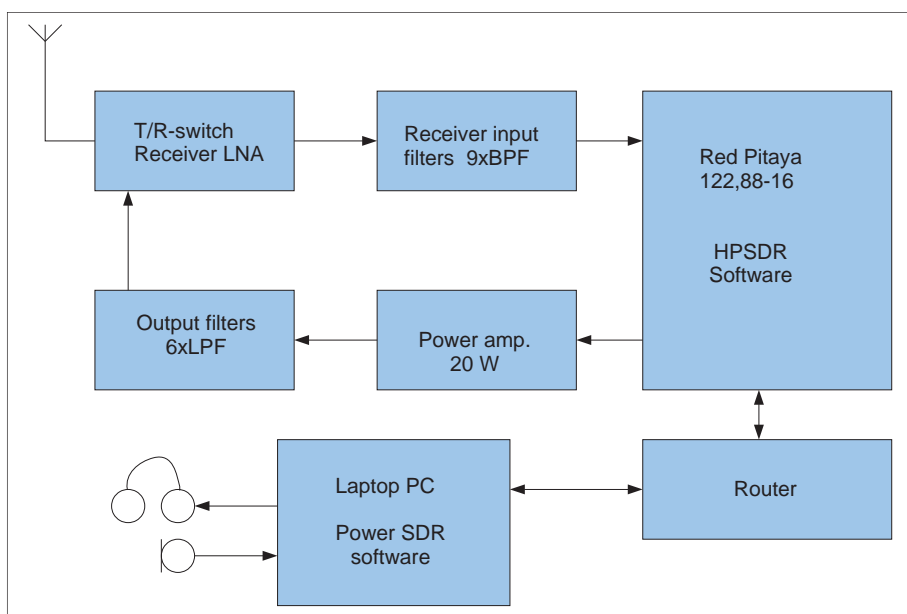 T/R-switch
Receiver LNA
Receiver input
filters 9xBPF
Red Pitaya
122,88-16
HPSDR
Software
Output filters
6xLPF
Power amp.
20 W
Laptop PC
Power SDR
software
Router